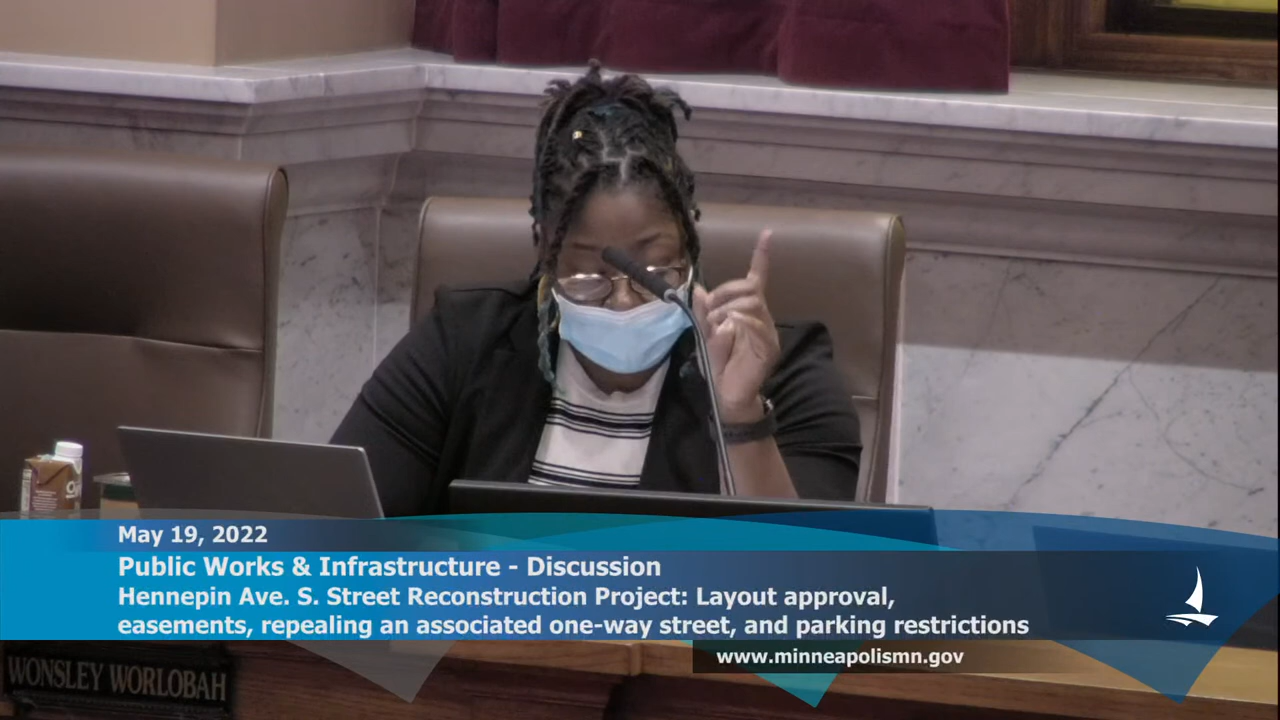 May 19, 2022
Public Works & Infrastructure - Discussion
Hennepin Ave. S. Street Reconstruction Project: Layout approval,
easements, repealing an associated one-way street, and parking restrictions
www.minneapolismn.gov
WONSLEY WORLOBAH